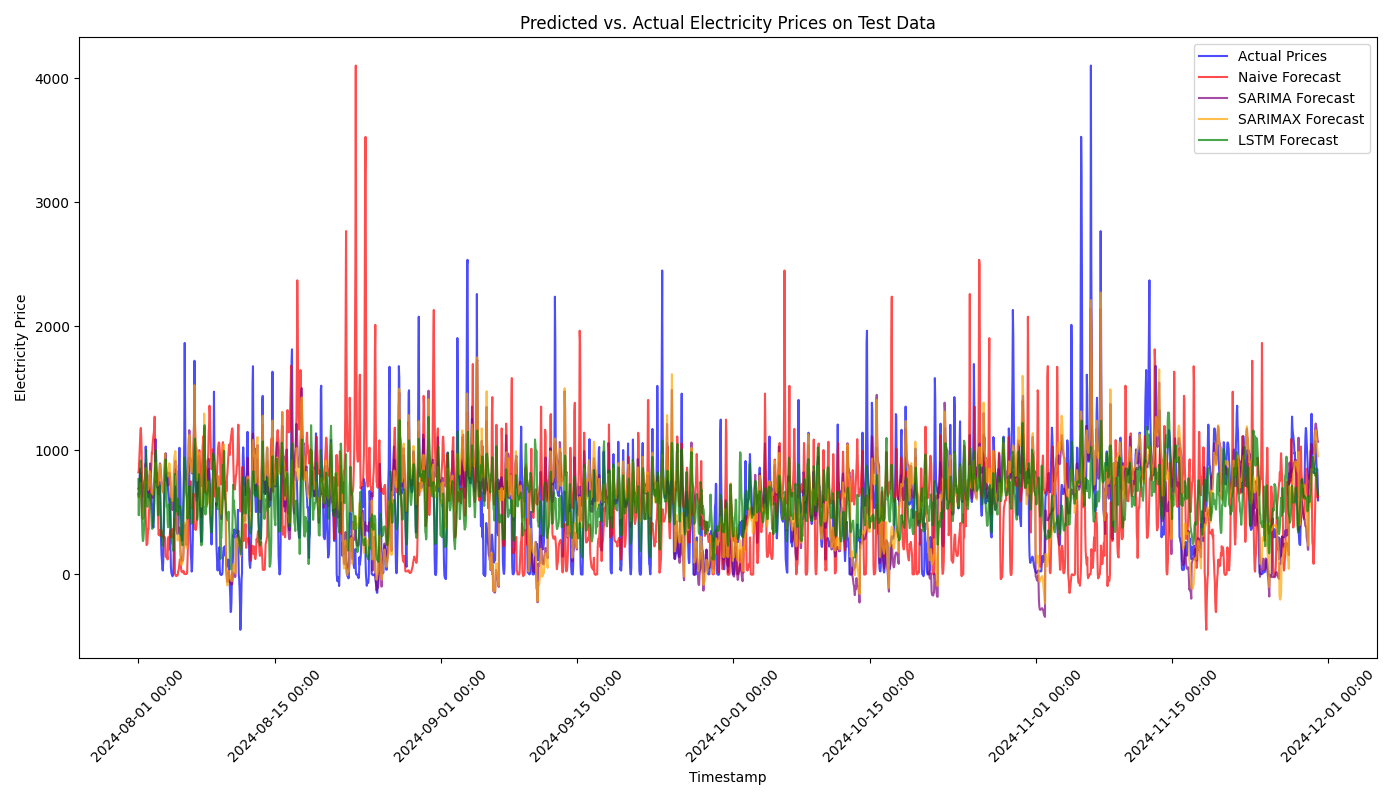 Predicted vs. Actual Electricity Prices on Test Data
Actual Prices
Naive Forecast
SARIMA Forecast
SARIMAX Forecast
LSTM Forecast
Electricity Price
4000
3000
2000
1000
0
2024-08-01 00:00
2024-08-15 00:00
2024-09-01 00:00
2024-09-15 00:00
2024-10-01 00:00
2024-10-15 00:00
2024-11-01 00:00
2024-11-15 00:00
2024-12-01 00:00
Timestamp